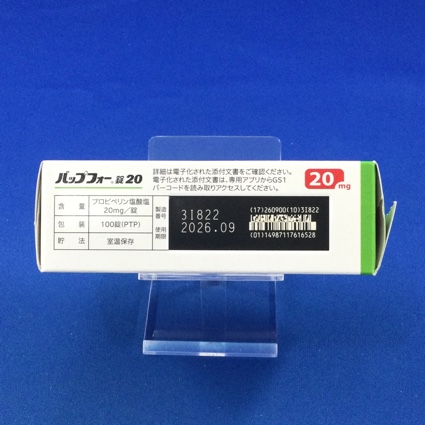 バップフォー®錠20
詳細は電子化された添付文書をご確認ください。
電子化された添付文書は、専用アプリからGS1
バーコードを読み取りアクセスしてください。
20mg
含 量 プロピベリン塩酸塩
20mg/錠
包 装 100錠(PTP)
貯 法 室温保存
製造番号 3I822
使用期限 2026.09
(17)260900(10)3I822
(01)14987117616528